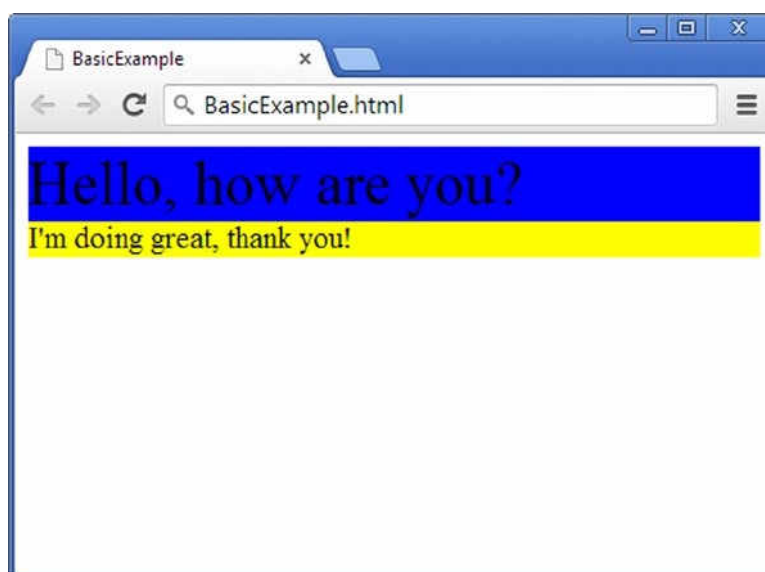 BasicExample
BasicExample.html
Hello, how are you?
I'm doing great, thank you!